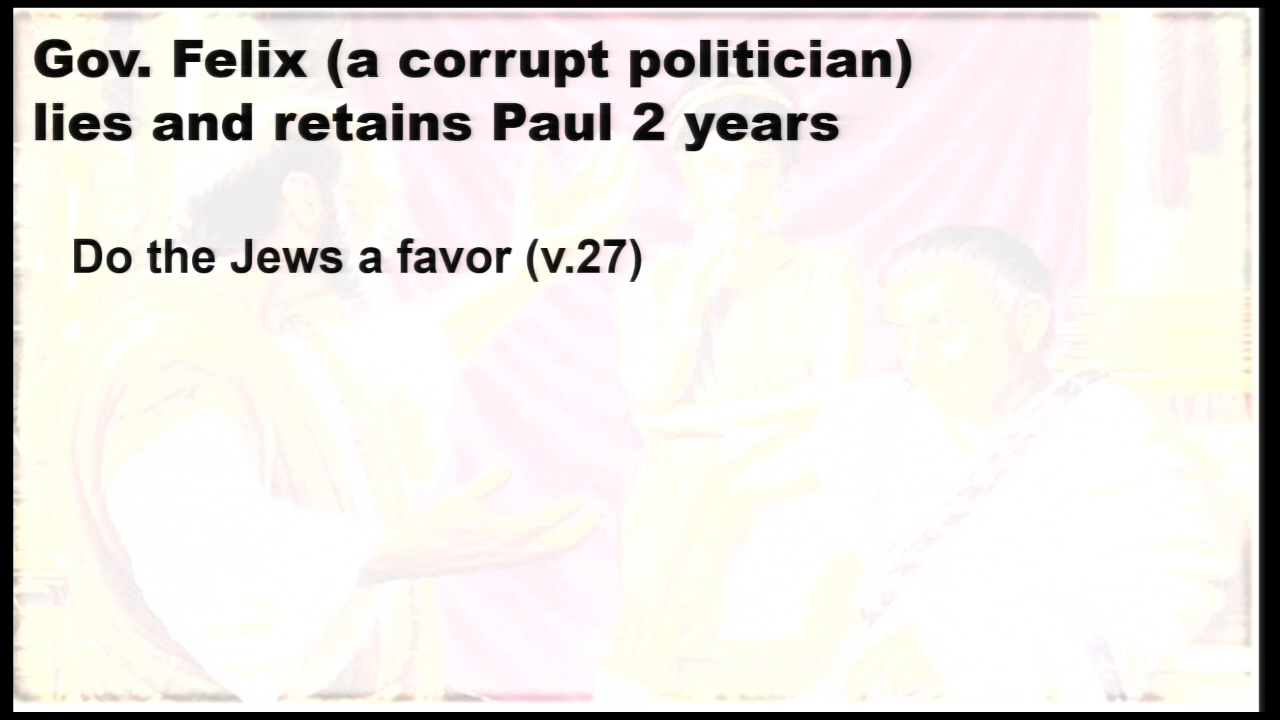 Gov. Felix (a corrupt politician)
lies and retains Paul 2 years
Do the Jews a favor (v.27)